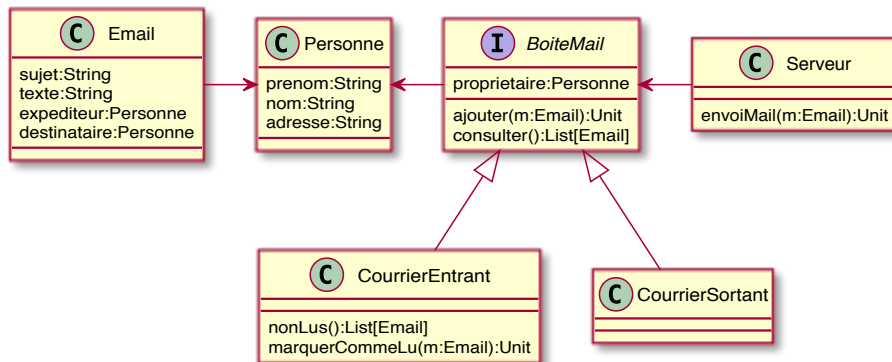 C Email
sujet:String
texte:String
expediteur:Personne
destinataire:Personne
C Personne
prenom:String
nom:String
adresse:String
I BoiteMail
proprietaire:Personne
ajouter(m:Email):Unit
consulter():List[Email]
C Serveur
envoiMail(m:Email):Unit
C CourrierEntrant
nonLus():List[Email]
marquerCommeLu(m:Email):Unit
C CourrierSortant